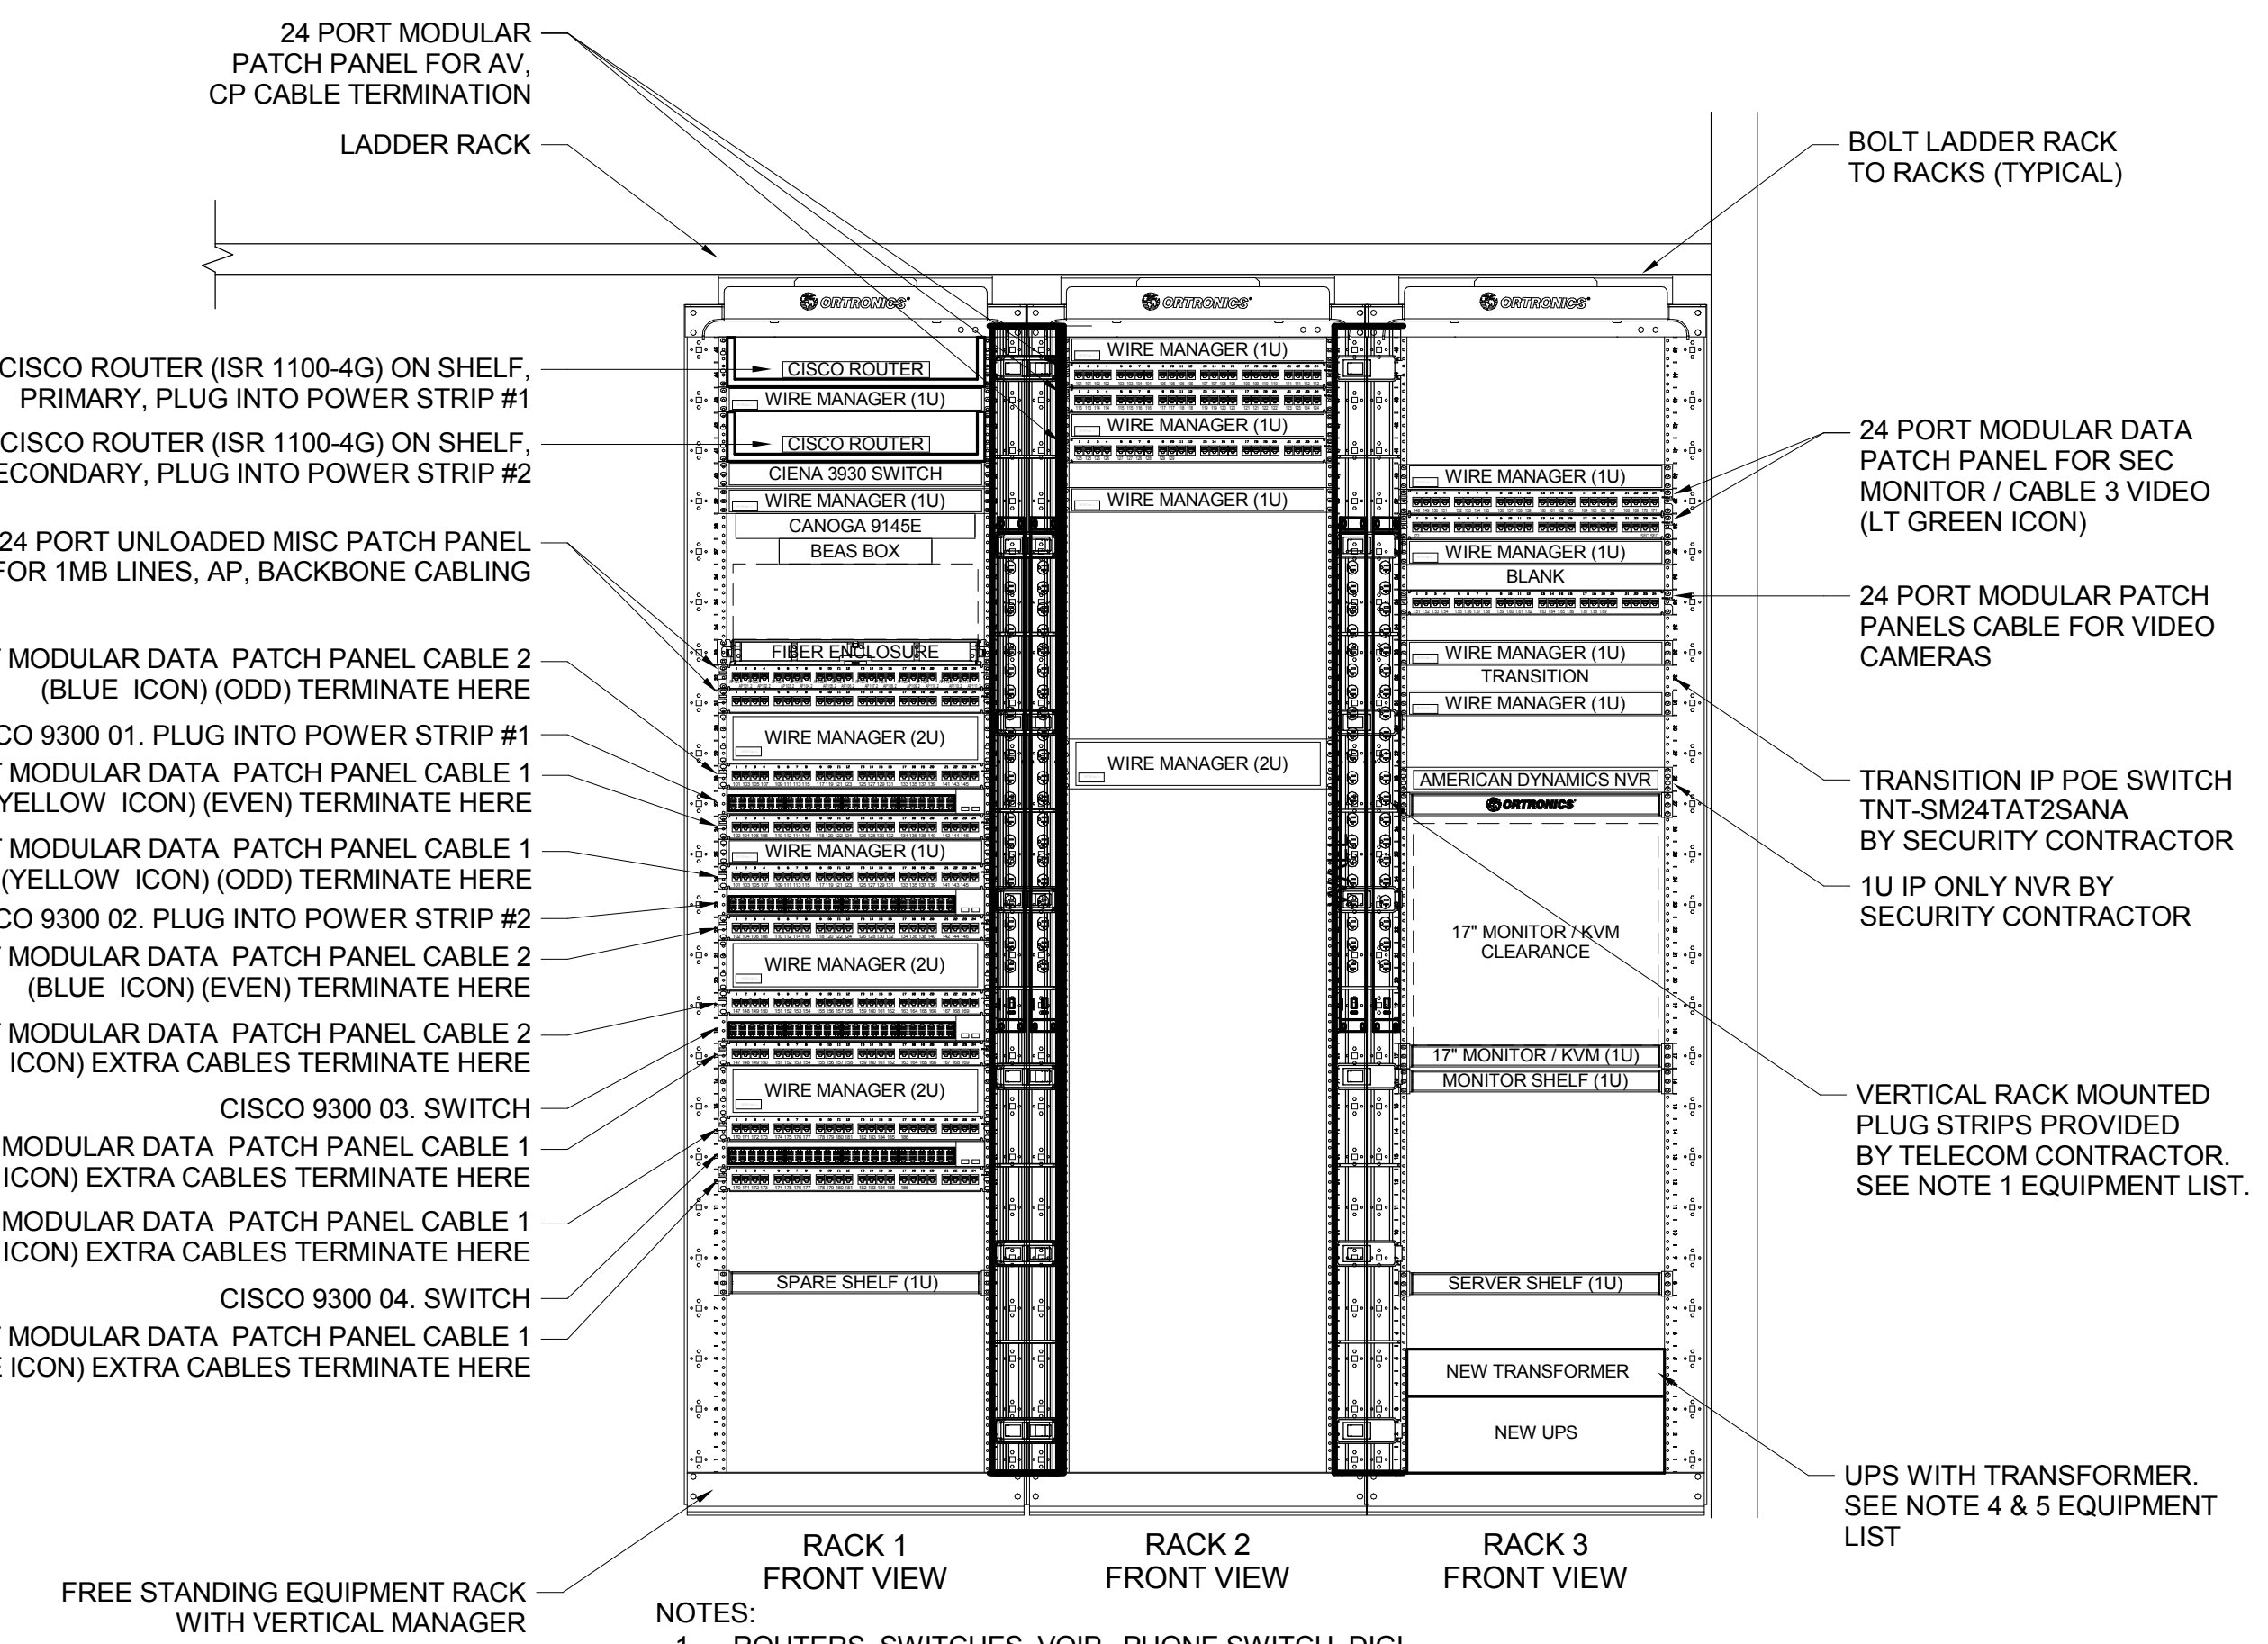 24 PORT MODULAR
PATCH PANEL FOR AV,
CP CABLE TERMINATION
LADDER RACK
CISCO ROUTER (ISR 1100-4G) ON SHELF,
PRIMARY, PLUG INTO POWER STRIP #1
CISCO ROUTER (ISR 1100-4G) ON SHELF,
ECONDARY, PLUG INTO POWER STRIP #2
24 PORT UNLOADED MISC PATCH PANEL
FOR 1MB LINES, AP, BACKBONE CABLING
MODULAR DATA PATCH PANEL CABLE 2
(BLUE ICON) (ODD) TERMINATE HERE
CO 9300 01. PLUG INTO POWER STRIP #1
MODULAR DATA PATCH PANEL CABLE 1
(YELLOW ICON) (EVEN) TERMINATE HERE
MODULAR DATA PATCH PANEL CABLE 1
(YELLOW ICON) (ODD) TERMINATE HERE
CO 9300 02. PLUG INTO POWER STRIP #2
MODULAR DATA PATCH PANEL CABLE 2
(BLUE ICON) (EVEN) TERMINATE HERE
MODULAR DATA PATCH PANEL CABLE 2
ICON) EXTRA CABLES TERMINATE HERE
CISCO 9300 03. SWITCH
MODULAR DATA PATCH PANEL CABLE 1
ICON) EXTRA CABLES TERMINATE HERE
MODULAR DATA PATCH PANEL CABLE 1
ICON) EXTRA CABLES TERMINATE HERE
CISCO 9300 04. SWITCH
MODULAR DATA PATCH PANEL CABLE 1
ICON) EXTRA CABLES TERMINATE HERE
FREE STANDING EQUIPMENT RACK
WITH VERTICAL MANAGER
ORTRONICS
CISCO ROUTER
WIRE MANAGER (1U)
CISCO ROUTER
CIENA 3930 SWITCH
WIRE MANAGER (1U)
CANOGA 9145E
BEAS BOX
FIBER ENCLOSURE
WIRE MANAGER (2U)
WIRE MANAGER (1U)
WIRE MANAGER (2U)
WIRE MANAGER (2U)
SPARE SHELF (1U)
RACK 1
FRONT VIEW
ORTRONICS
WIRE MANAGER (1U)
WIRE MANAGER (1U)
WIRE MANAGER (1U)
WIRE MANAGER (2U)
RACK 2
FRONT VIEW
ORTRONICS
WIRE MANAGER (1U)
WIRE MANAGER (1U)
BLANK
WIRE MANAGER (1U)
TRANSITION
WIRE MANAGER (1U)
AMERICAN DYNAMICS NVR
ORTRONICS
17" MONITOR / KVM
CLEARANCE
17" MONITOR / KVM (1U)
MONITOR SHELF (1U)
SERVER SHELF (1U)
NEW TRANSFORMER
NEW UPS
RACK 3
FRONT VIEW
BOLT LADDER RACK
TO RACKS (TYPICAL)
24 PORT MODULAR DATA
PATCH PANEL FOR SEC
MONITOR / CABLE 3 VIDEO
(LT GREEN ICON)
24 PORT MODULAR PATCH
PANELS CABLE FOR VIDEO
CAMERAS
TRANSITION IP POE SWITCH
TNT-SM24TAT2SANA
BY SECURITY CONTRACTOR
1U IP ONLY NVR BY
SECURITY CONTRACTOR
VERTICAL RACK MOUNTED
PLUG STRIPS PROVIDED
BY TELECOM CONTRACTOR.
SEE NOTE 1 EQUIPMENT LIST.
UPS WITH TRANSFORMER.
SEE NOTE 4 & 5 EQUIPMENT
LIST
NOTES:
1. ROUTERS, SWITCHES, VOIP, PHONE SWITCH, DIGI